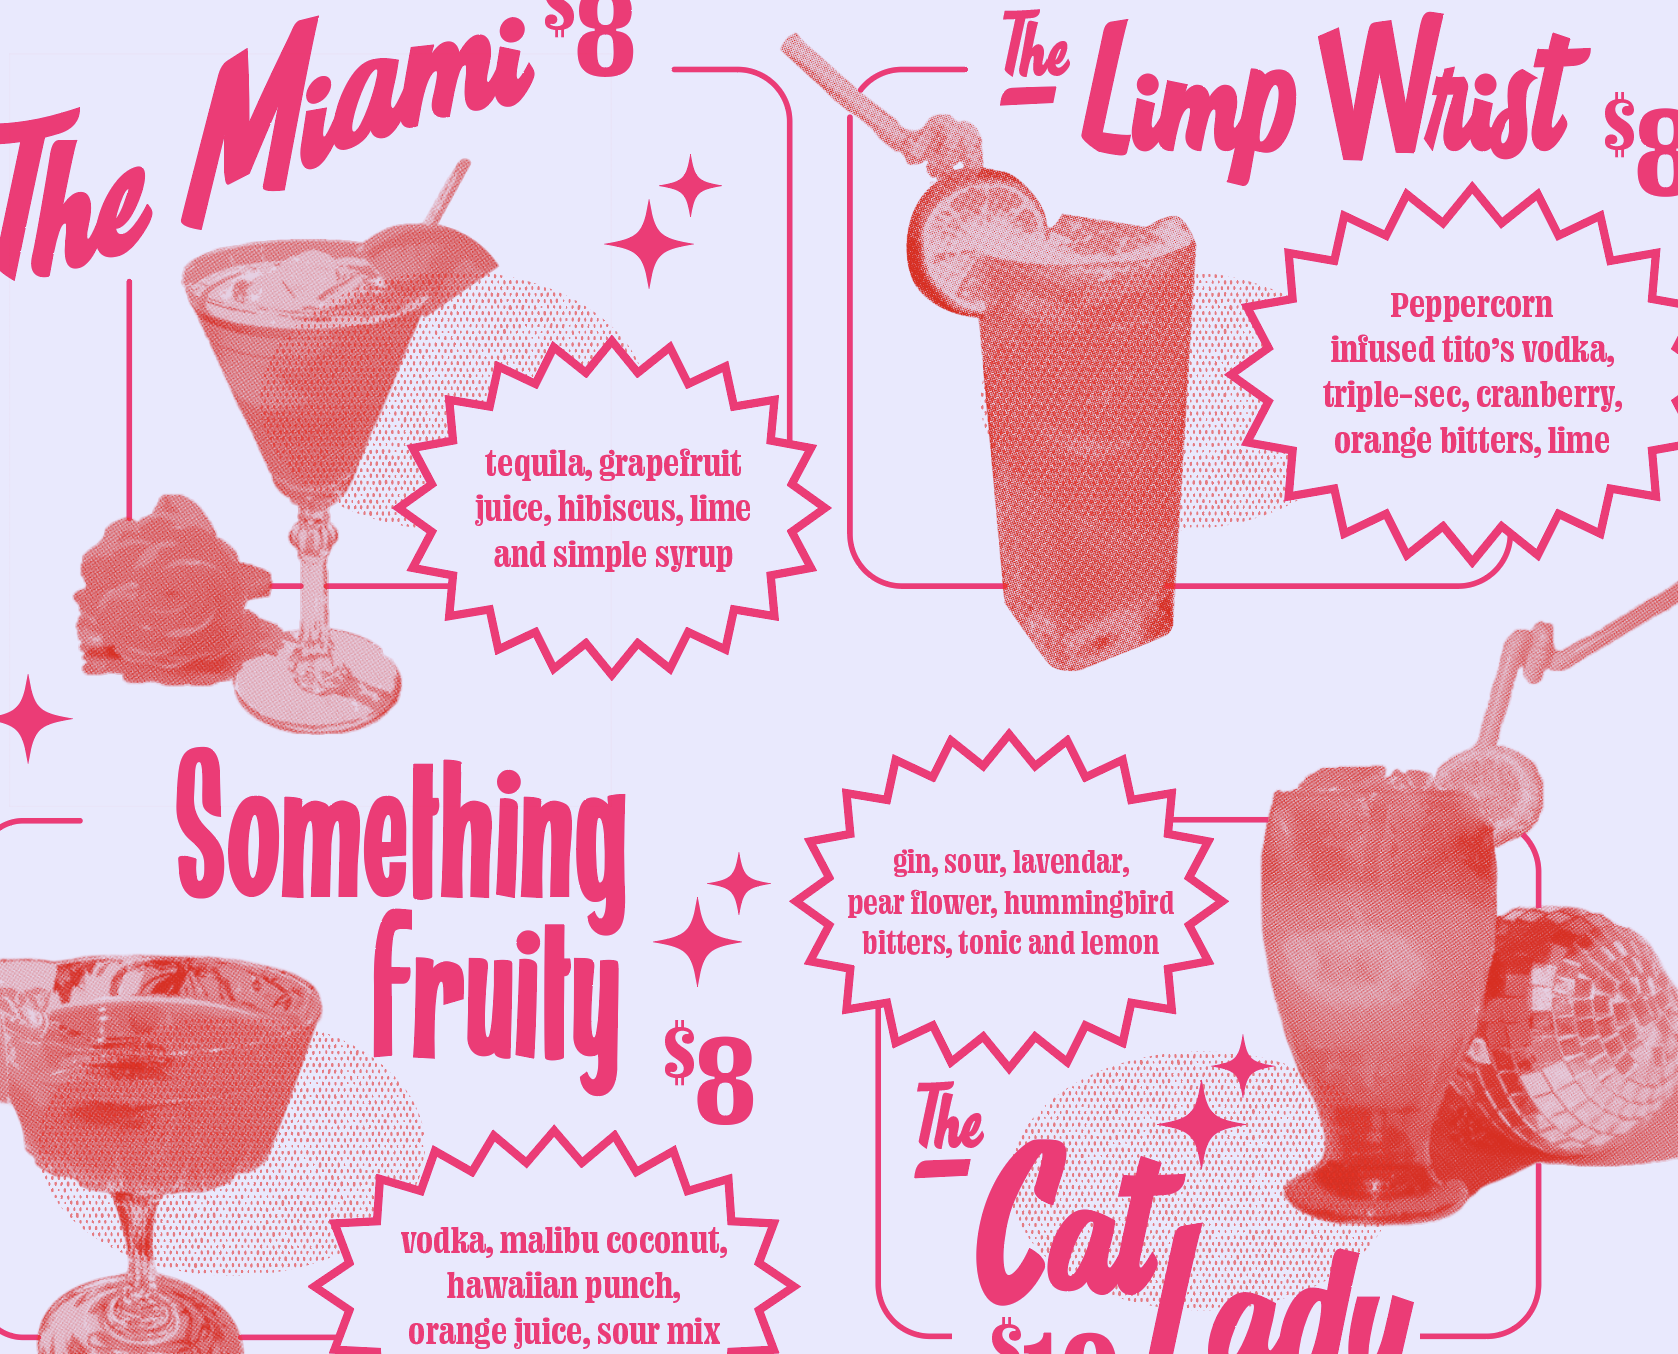 The Miami $8
tequila, grapefruit
juice, hibiscus, lime
and simple syrup
The Limp Wrist $8
Peppercorn
infused tito's vodka,
triple-sec, cranberry,
orange bitters, lime
Something
fruity
$8
vodka, malibu coconut,
hawaiian punch,
orange juice, sour mix
gin, sour, lavendar,
pear flower, hummingbird
bitters, tonic and lemon
The
Cat
Lady